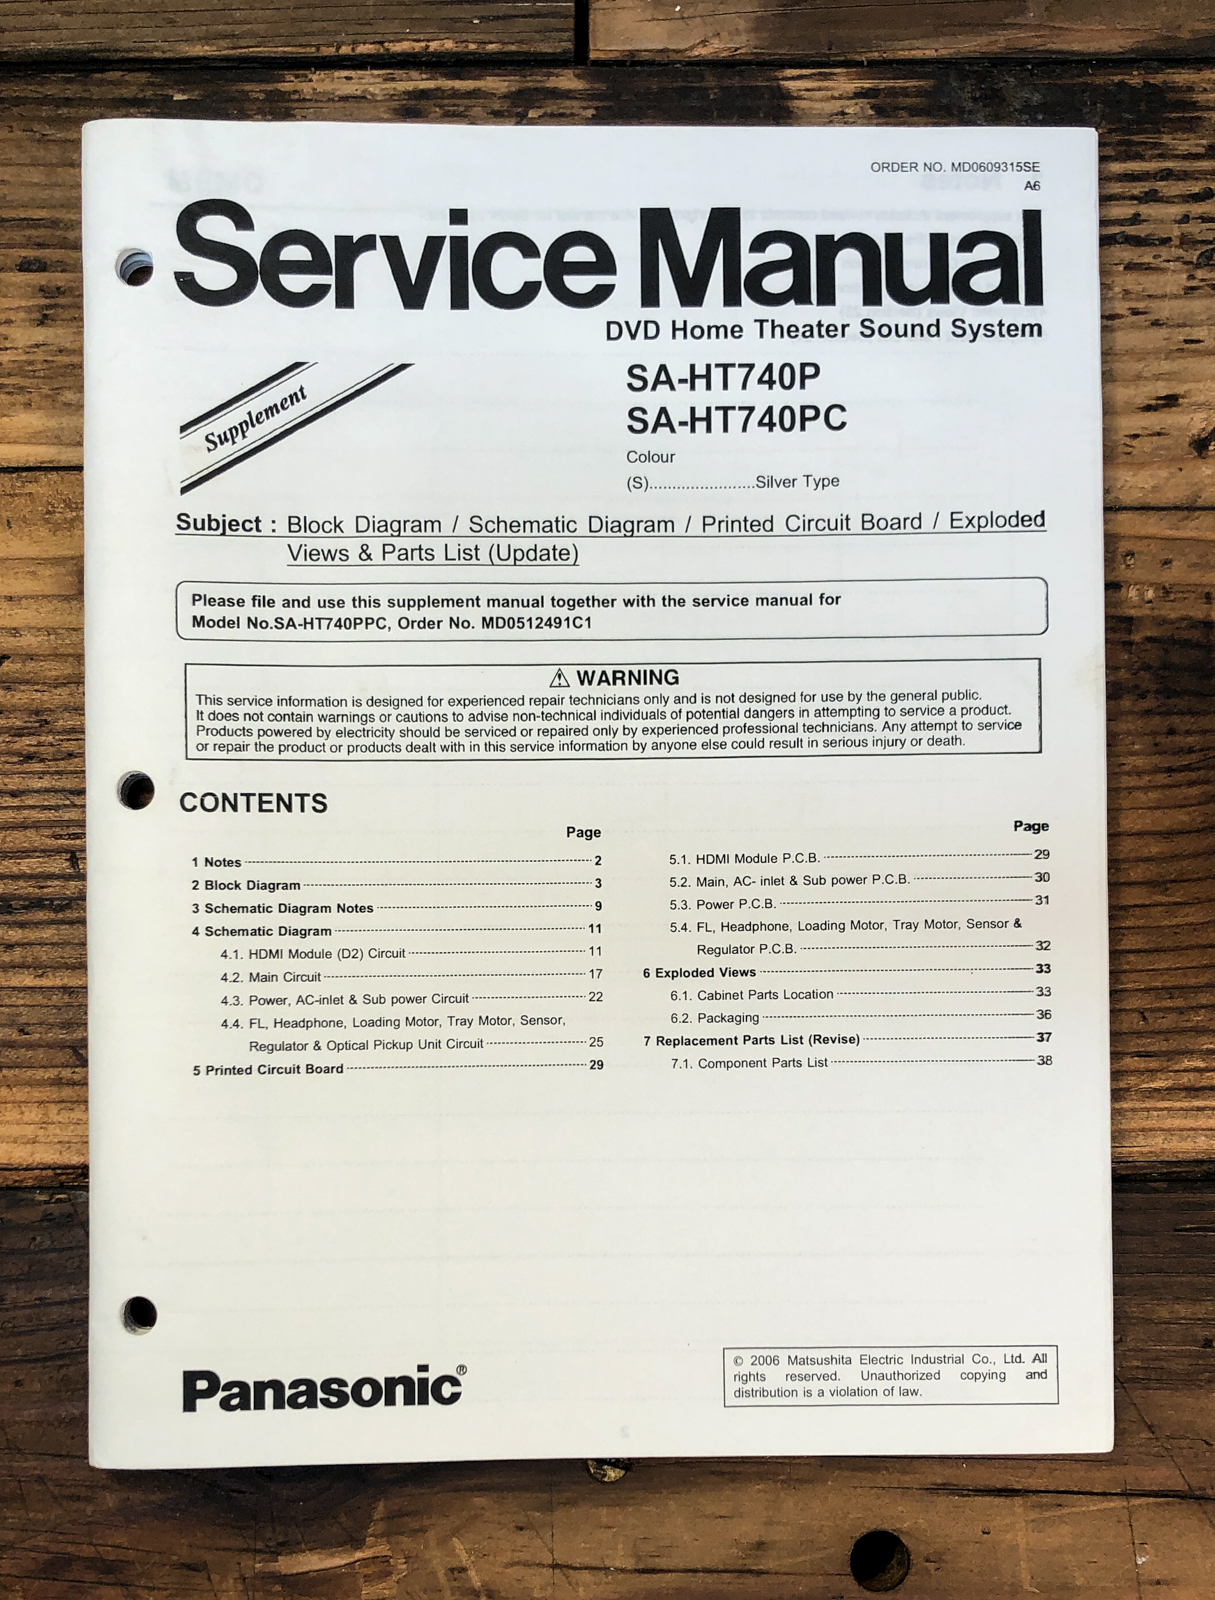 ORDER NO. MD0609315SE
A6
Service Manual
DVD Home Theater Sound System
Supplement
SA-HT740P
SA-HT740PC
Colour
(S).......................Silver Type
Subject : Block Diagram / Schematic Diagram / Printed Circuit Board / Exploded
Views & Parts List (Update)
Please file and use this supplement manual together with the service manual for
Model No.SA-HT740PPC, Order No. MD0512491C1
⚠ WARNING
This service information is designed for experienced repair technicians only and is not designed for use by the general public.
It does not contain warnings or cautions to advise non-technical individuals of potential dangers in attempting to service a product.
Products powered by electricity should be serviced or repaired only by experienced professional technicians. Any attempt to service
or repair the product or products dealt with in this service information by anyone else could result in serious injury or death.
CONTENTS
Page
1 Notes 2
2 Block Diagram 3
3 Schematic Diagram Notes 9
4 Schematic Diagram 11
4.1. HDMI Module (D2) Circuit 11
4.2. Main Circuit 17
4.3. Power, AC-inlet & Sub power Circuit 22
4.4. FL, Headphone, Loading Motor, Tray Motor, Sensor,
Regulator & Optical Pickup Unit Circuit 25
5 Printed Circuit Board 29
Page
5.1. HDMI Module P.C.B. 29
5.2. Main, AC- inlet & Sub power P.C.B. 30
5.3. Power P.C.B. 31
5.4. FL, Headphone, Loading Motor, Tray Motor, Sensor &
Regulator P.C.B. 32
6 Exploded Views 33
6.1. Cabinet Parts Location 33
6.2. Packaging 36
7 Replacement Parts List (Revise) 37
7.1. Component Parts List 38
Panasonic®
© 2006 Matsushita Electric Industrial Co., Ltd. All
rights reserved. Unauthorized copying and
distribution is a violation of law.